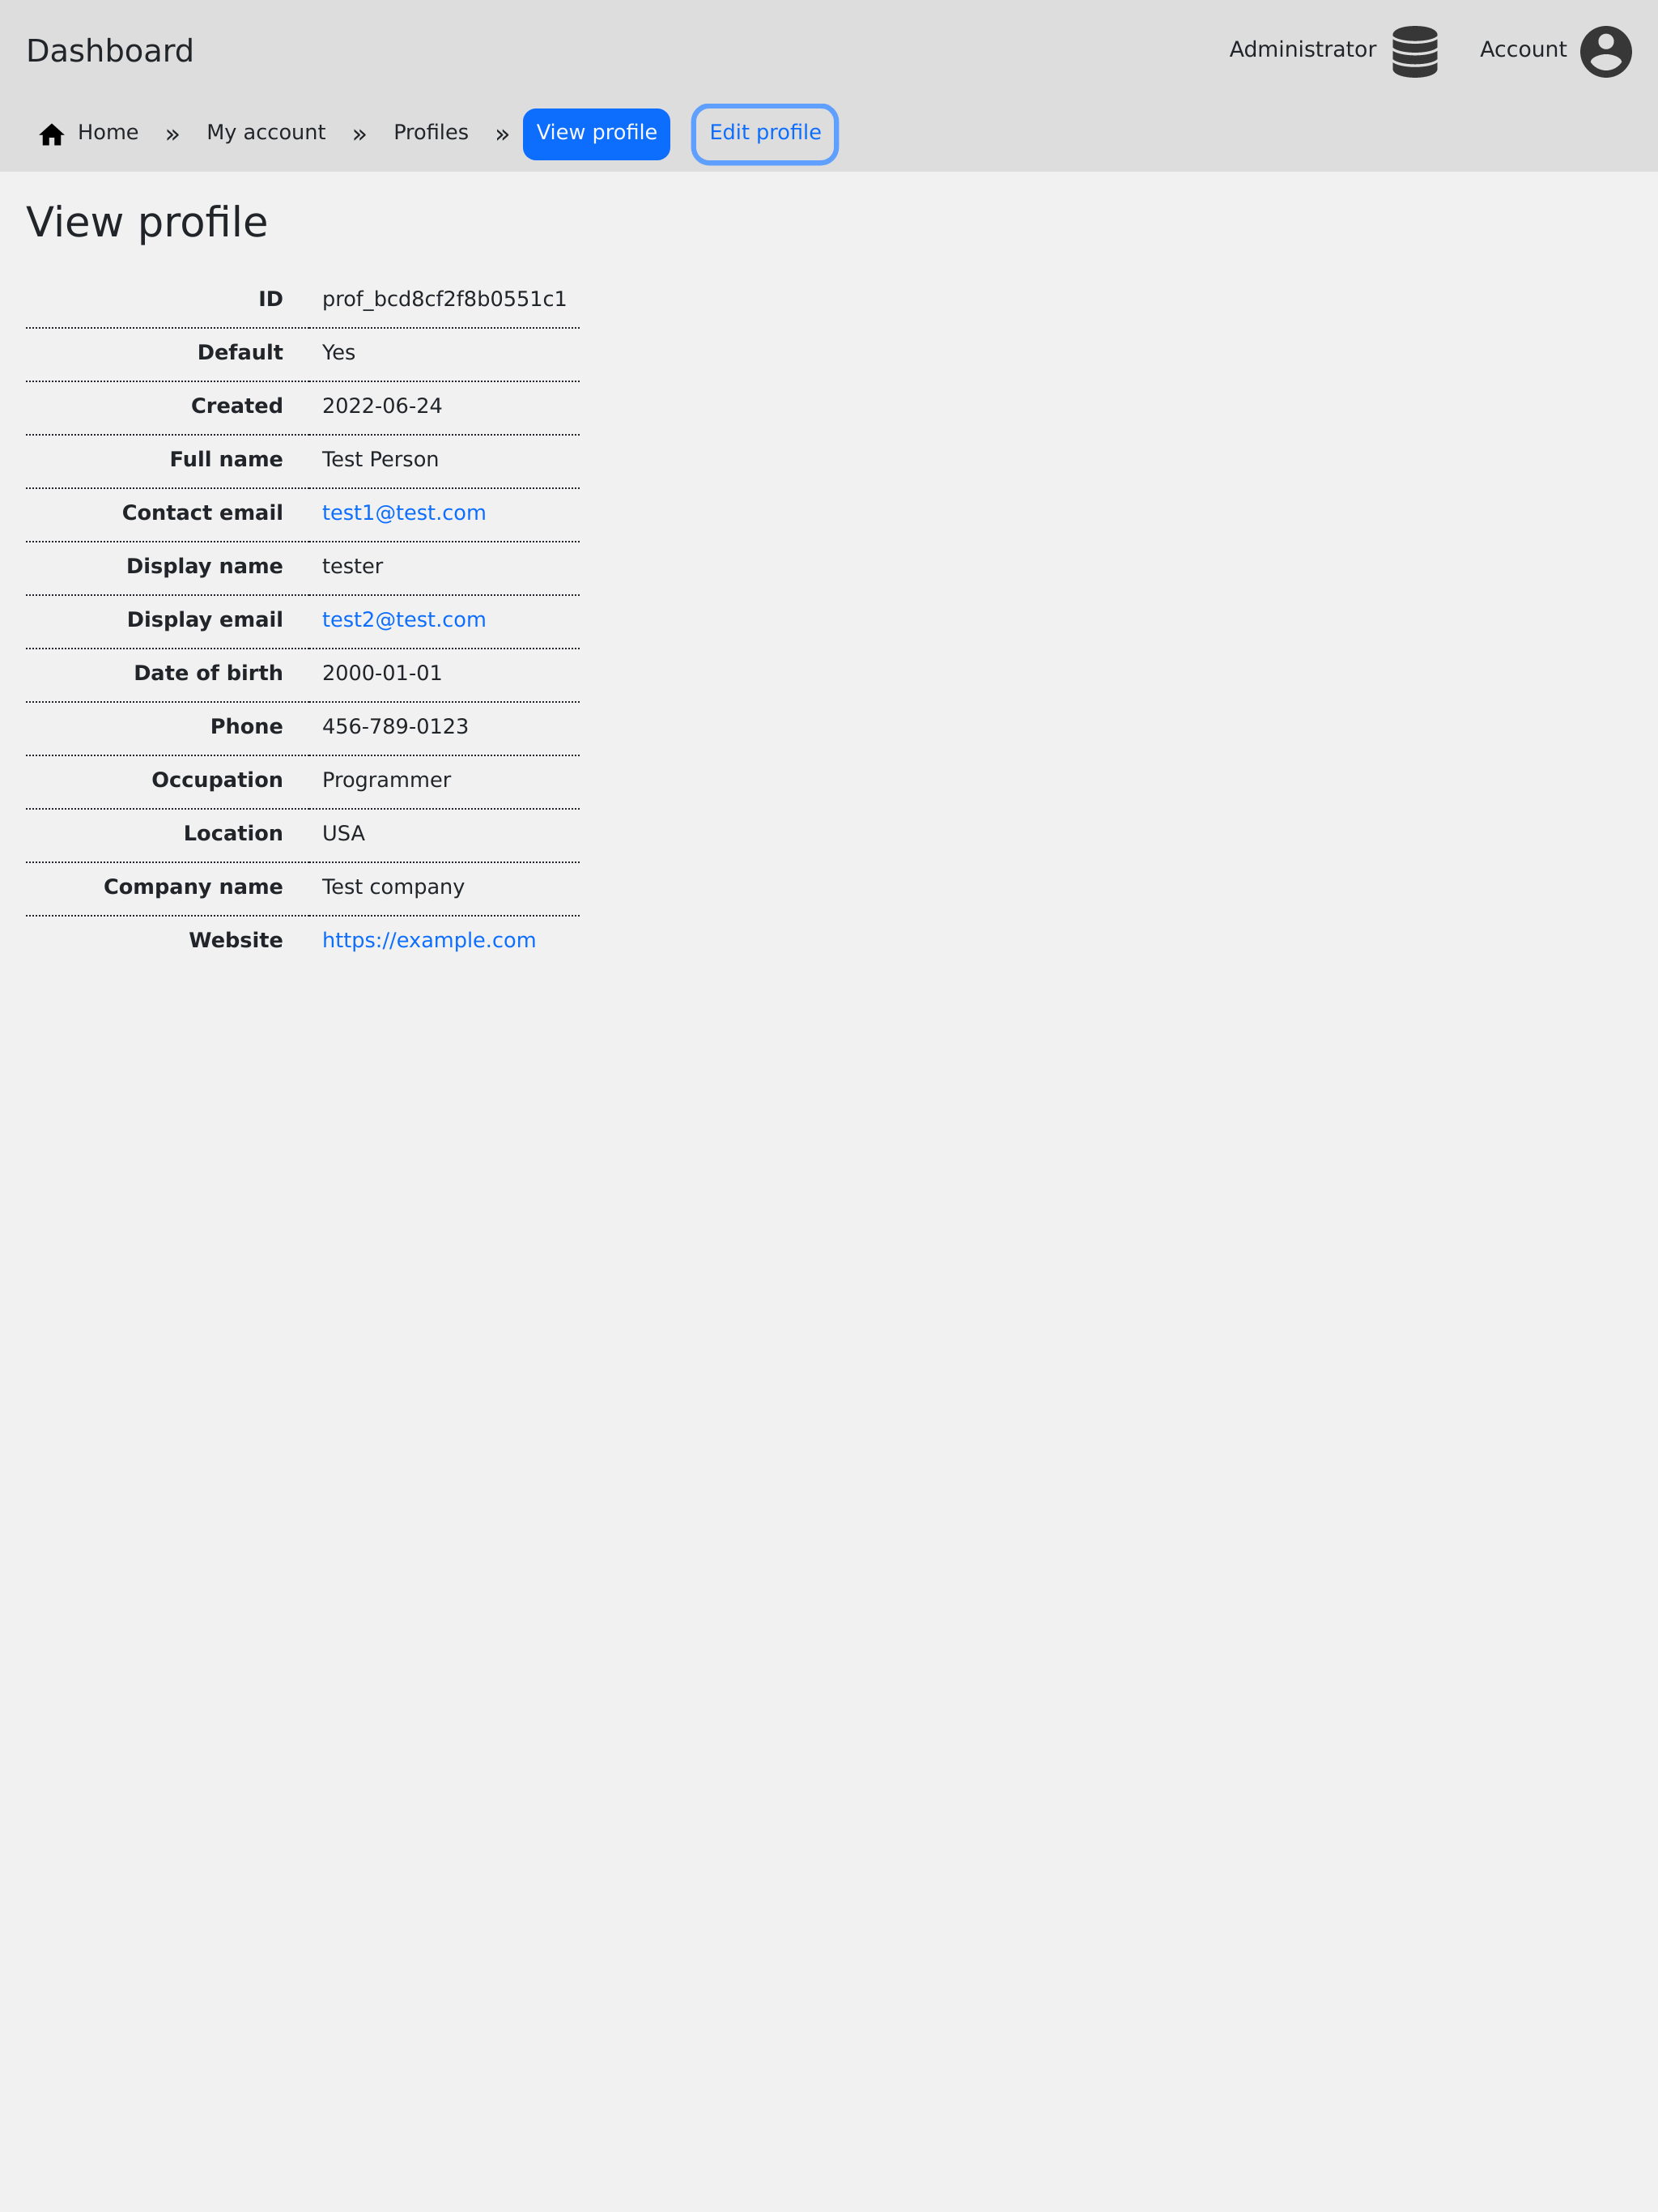 Dashboard Administrator Account
Home » My account » Profiles » View profile Edit profile
View profile
ID prof_bcd8cf2f8b0551c1
Default Yes
Created 2022-06-24
Full name Test Person
Contact email test1@test.com
Display name tester
Display email test2@test.com
Date of birth 2000-01-01
Phone 456-789-0123
Occupation Programmer
Location USA
Company name Test company
Website https://example.com